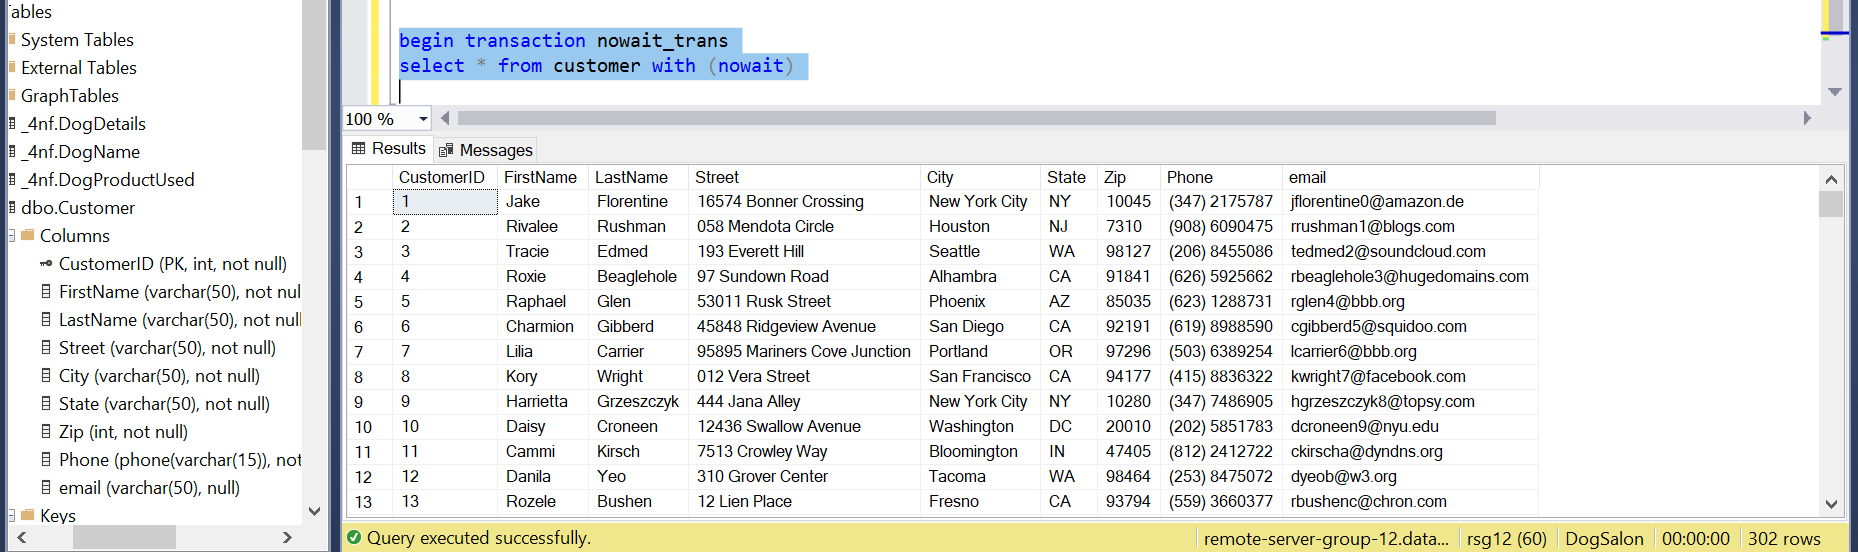 ables
System Tables
External Tables
GraphTables
_4nf.DogDetails
_4nf.DogName
_4nf.DogProductUsed
dbo.Customer
Columns
CustomerID (PK, int, not null)
FirstName (varchar(50), not nul
LastName (varchar(50), not nul
Street (varchar(50), not null)
City (varchar(50), not null)
State (varchar(50), not null)
Zip (int, not null)
Phone (phone(varchar(15)), not
email (varchar(50), null)
Keys
begin transaction nowait_trans
select * from customer with (nowait)
100 %
Results Messages
CustomerID FirstName LastName Street City State Zip Phone email
1 1 Jake Florentine 16574 Bonner Crossing New York City NY 10045 (347) 2175787 jflorentine0@amazon.de
2 2 Rivalee Rushman 058 Mendota Circle Houston NJ 7310 (908) 6090475 rrushman1@blogs.com
3 3 Tracie Edmed 193 Everett Hill Seattle WA 98127 (206) 8455086 tedmed2@soundcloud.com
4 4 Roxie Beaglehole 97 Sundown Road Alhambra CA 91841 (626) 5925662 rbeaglehole3@hugedomains.com
5 5 Raphael Glen 53011 Rusk Street Phoenix AZ 85035 (623) 1288731 rglen4@bbb.org
6 6 Charmion Gibberd 45848 Ridgeview Avenue San Diego CA 92191 (619) 8988590 cgibberd5@squidoo.com
7 7 Lilia Carrier 95895 Mariners Cove Junction Portland OR 97296 (503) 6389254 lcarrier6@bbb.org
8 8 Kory Wright 012 Vera Street San Francisco CA 94177 (415) 8836322 kwright7@facebook.com
9 9 Harrietta Grzeszczyk 444 Jana Alley New York City NY 10280 (347) 7486905 hgrzeszczyk8@topsy.com
10 10 Daisy Croneen 12436 Swallow Avenue Washington DC 20010 (202) 5851783 dcroneen9@nyu.edu
11 11 Cammi Kirsch 7513 Crowley Way Bloomington IN 47405 (812) 2412722 ckirscha@dyndns.org
12 12 Danila Yeo 310 Grover Center Tacoma WA 98464 (253) 8475072 dyeob@w3.org
13 13 Rozele Bushen 12 Lien Place Fresno CA 93794 (559) 3660377 rbushenc@chron.com
Query executed successfully. remote-server-group-12.data... rsg12 (60) DogSalon 00:00:00 302 rows